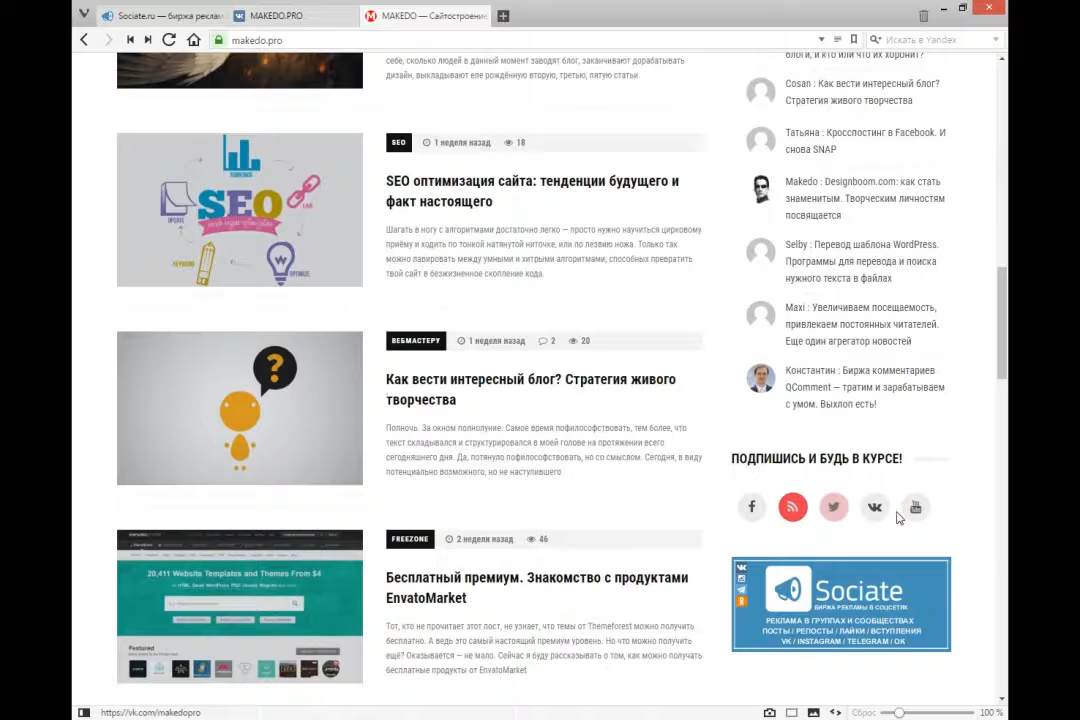 Sociate.ru — биржа реклам
MAKEDO.PRO
MAKEDO — Сайтостроение
makedo.pro
Искать в Yandex
себе, сколько людей в данный момент заводят блог, заканчивают дорабатывать
дизайн, выкладывают еле рождённую вторую, третью, пятую статьи.
SEO
1 неделя назад
18
SEO оптимизация сайта: тенденции будущего и
факт настоящего
Шагать в ногу с алгоритмами достаточно легко — просто нужно научиться цирковому
приёму и ходить по тонкой натянутой ниточке, или по лезвию ножа. Только так
можно лавировать между умными и хитрыми алгоритмами, способных превратить
твой сайт в безжизненное скопление кода.
UPDATE
SEO
LINK
KEYWORD
OPTIMIZE
ВЕБМАСТЕРУ
1 неделя назад
2
20
Как вести интересный блог? Стратегия живого
творчества
Полночь. За окном полнолуние. Самое время пофилософствовать, тем более, что
текст складывался и структурировался в моей голове на протяжении всего
сегодняшнего дня. Да, потянуло пофилософствовать, но со смыслом. Сегодня, в виду
потенциально возможного, но не наступившего
?
FREEZONE
2 недели назад
46
Бесплатный премиум. Знакомство с продуктами
EnvatoMarket
Тот, кто не прочитает этот пост, не узнает, что темы от Themeforest можно получить
бесплатно. А ведь это самый настоящий премиум уровень. Но что можно получить
ещё? Оказывается — не мало. Сейчас я буду рассказывать о том, как можно получать
бесплатные продукты от EnvatoMarket
20,411 Website Templates and Themes From $4
Featured
блоги, и кто или что их хоронит?
Cosan : Как вести интересный блог?
Стратегия живого творчества
Татьяна : Кросспостинг в Facebook. И
снова SNAP
Makedo : Designboom.com: как стать
знаменитым. Творческим личностям
посвящается
Selby : Перевод шаблона WordPress.
Программы для перевода и поиска
нужного текста в файлах
Maxi : Увеличиваем посещаемость,
привлекаем постоянных читателей.
Еще один агрегатор новостей
Константин : Биржа комментариев
QComment — тратим и зарабатываем
с умом. Выхлоп есть!
ПОДПИШИСЬ И БУДЬ В КУРСЕ!
You
Tube
Sociate
БИРЖА РЕКЛАМЫ В СОЦСЕТЯХ
РЕКЛАМА В ГРУППАХ И СООБЩЕСТВАХ
ПОСТЫ / РЕПОСТЫ / ЛАЙКИ / ВСТУПЛЕНИЯ
VK / INSTAGRAM / TELEGRAM / OK
https://vk.com/makedopro
Сброс
100 %